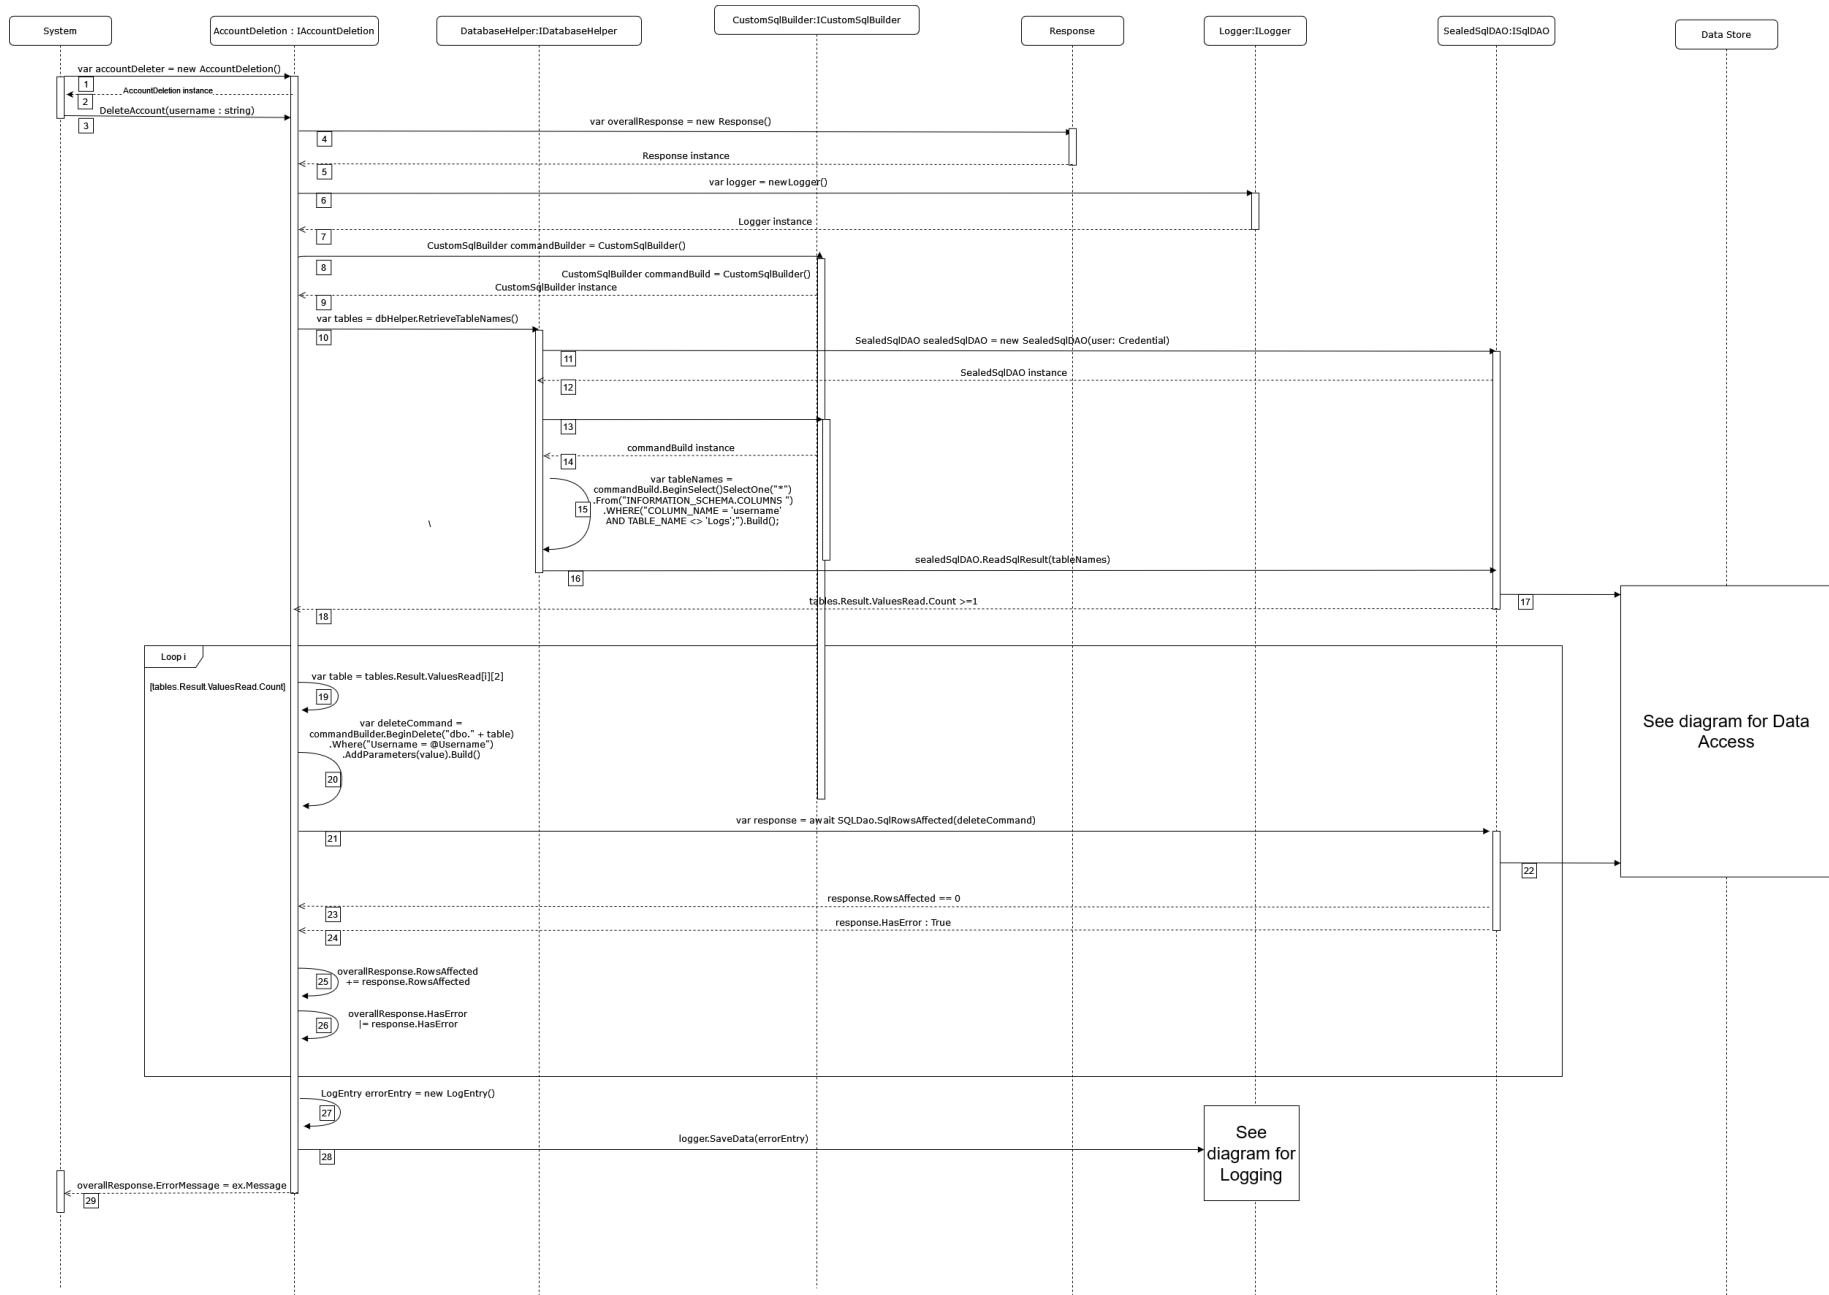 System
AccountDeletion : IAccountDeletion
DatabaseHelper:IDatabaseHelper
CustomSqlBuilder:ICustomSqlBuilder
Response
Logger:ILogger
SealedSqlDAO:ISqlDAO
Data Store
var accountDeleter = new AccountDeletion()
1
AccountDeletion instance
2
DeleteAccount(username : string)
3
var overallResponse = new Response()
4
Response instance
5
var logger = newLogger()
6
Logger instance
7
CustomSqlBuilder commandBuilder = CustomSqlBuilder()
8
CustomSqlBuilder commandBuild = CustomSqlBuilder()
CustomSqlBuilder instance
9
var tables = dbHelper.RetrieveTableNames()
10
SealedSqlDAO sealedSqlDAO = new SealedSqlDAO(user: Credential)
11
SealedSqlDAO instance
12
13
commandBuild instance
14
var tableNames =
commandBuild.BeginSelect()SelectOne("*")
.From("INFORMATION_SCHEMA.COLUMNS ")
.WHERE("COLUMN_NAME = 'username'
AND TABLE_NAME <> 'Logs';").Build();
15
\
sealedSqlDAO.ReadSqlResult(tableNames)
16
17
tables.Result.ValuesRead.Count >=1
18
Loop i
[tables.Result.ValuesRead.Count]
var table = tables.Result.ValuesRead[i][2]
19
var deleteCommand =
commandBuilder.BeginDelete("dbo." + table)
.Where("Username = @Username")
.AddParameters(value).Build()
20
See diagram for Data
Access
var response = await SQLDao.SqlRowsAffected(deleteCommand)
21
22
response.RowsAffected == 0
23
response.HasError : True
24
overallResponse.RowsAffected
+= response.RowsAffected
25
overallResponse.HasError
|= response.HasError
26
LogEntry errorEntry = new LogEntry()
27
logger.SaveData(errorEntry)
28
See
diagram for
Logging
overallResponse.ErrorMessage = ex.Message
29